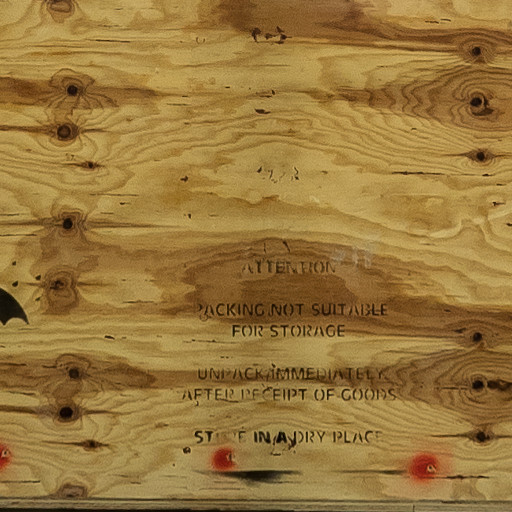 ATTENTION
PACKING NOT SUITABLE
FOR STORAGE
UNPACK IMMEDIATELY
AFTER RECEIPT OF GOODS
STORE IN A DRY PLACE